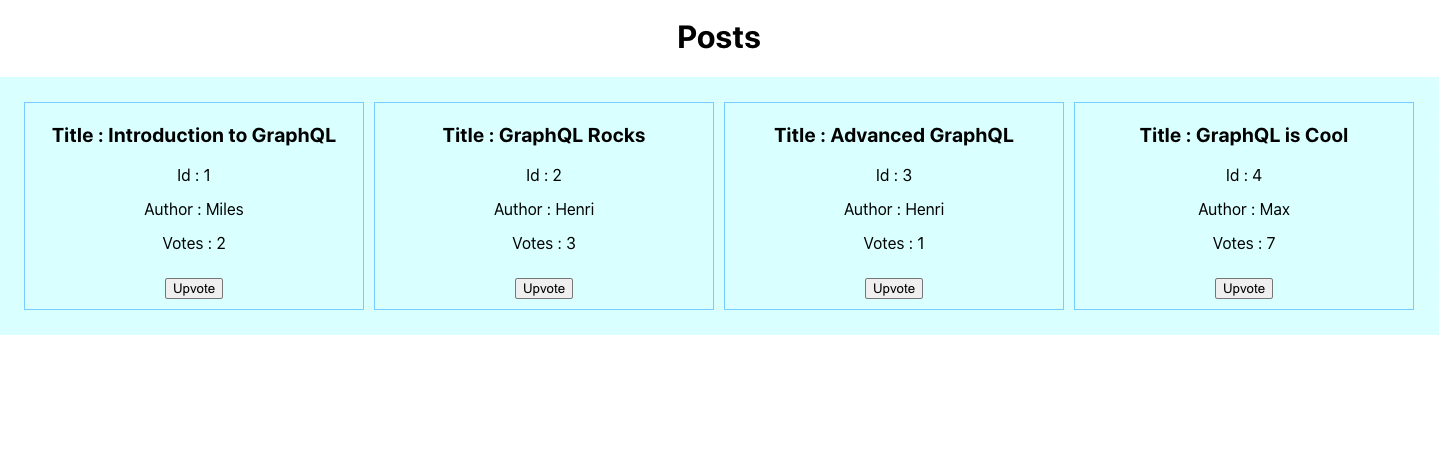 Posts
Title : Introduction to GraphQL
Id : 1
Author : Miles
Votes : 2
Upvote
Title : GraphQL Rocks
Id : 2
Author : Henri
Votes : 3
Upvote
Title : Advanced GraphQL
Id : 3
Author : Henri
Votes : 1
Upvote
Title : GraphQL is Cool
Id : 4
Author : Max
Votes : 7
Upvote